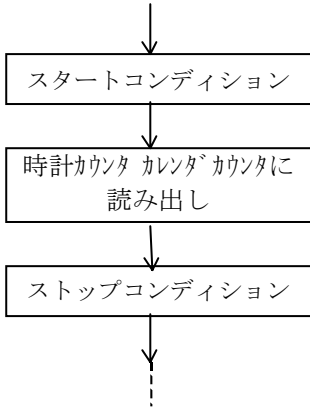 スタートコンディション
時計ｶｳﾝﾀ ｶﾚﾝﾀﾞｶｳﾝﾀに
読み出し
ストップコンディション